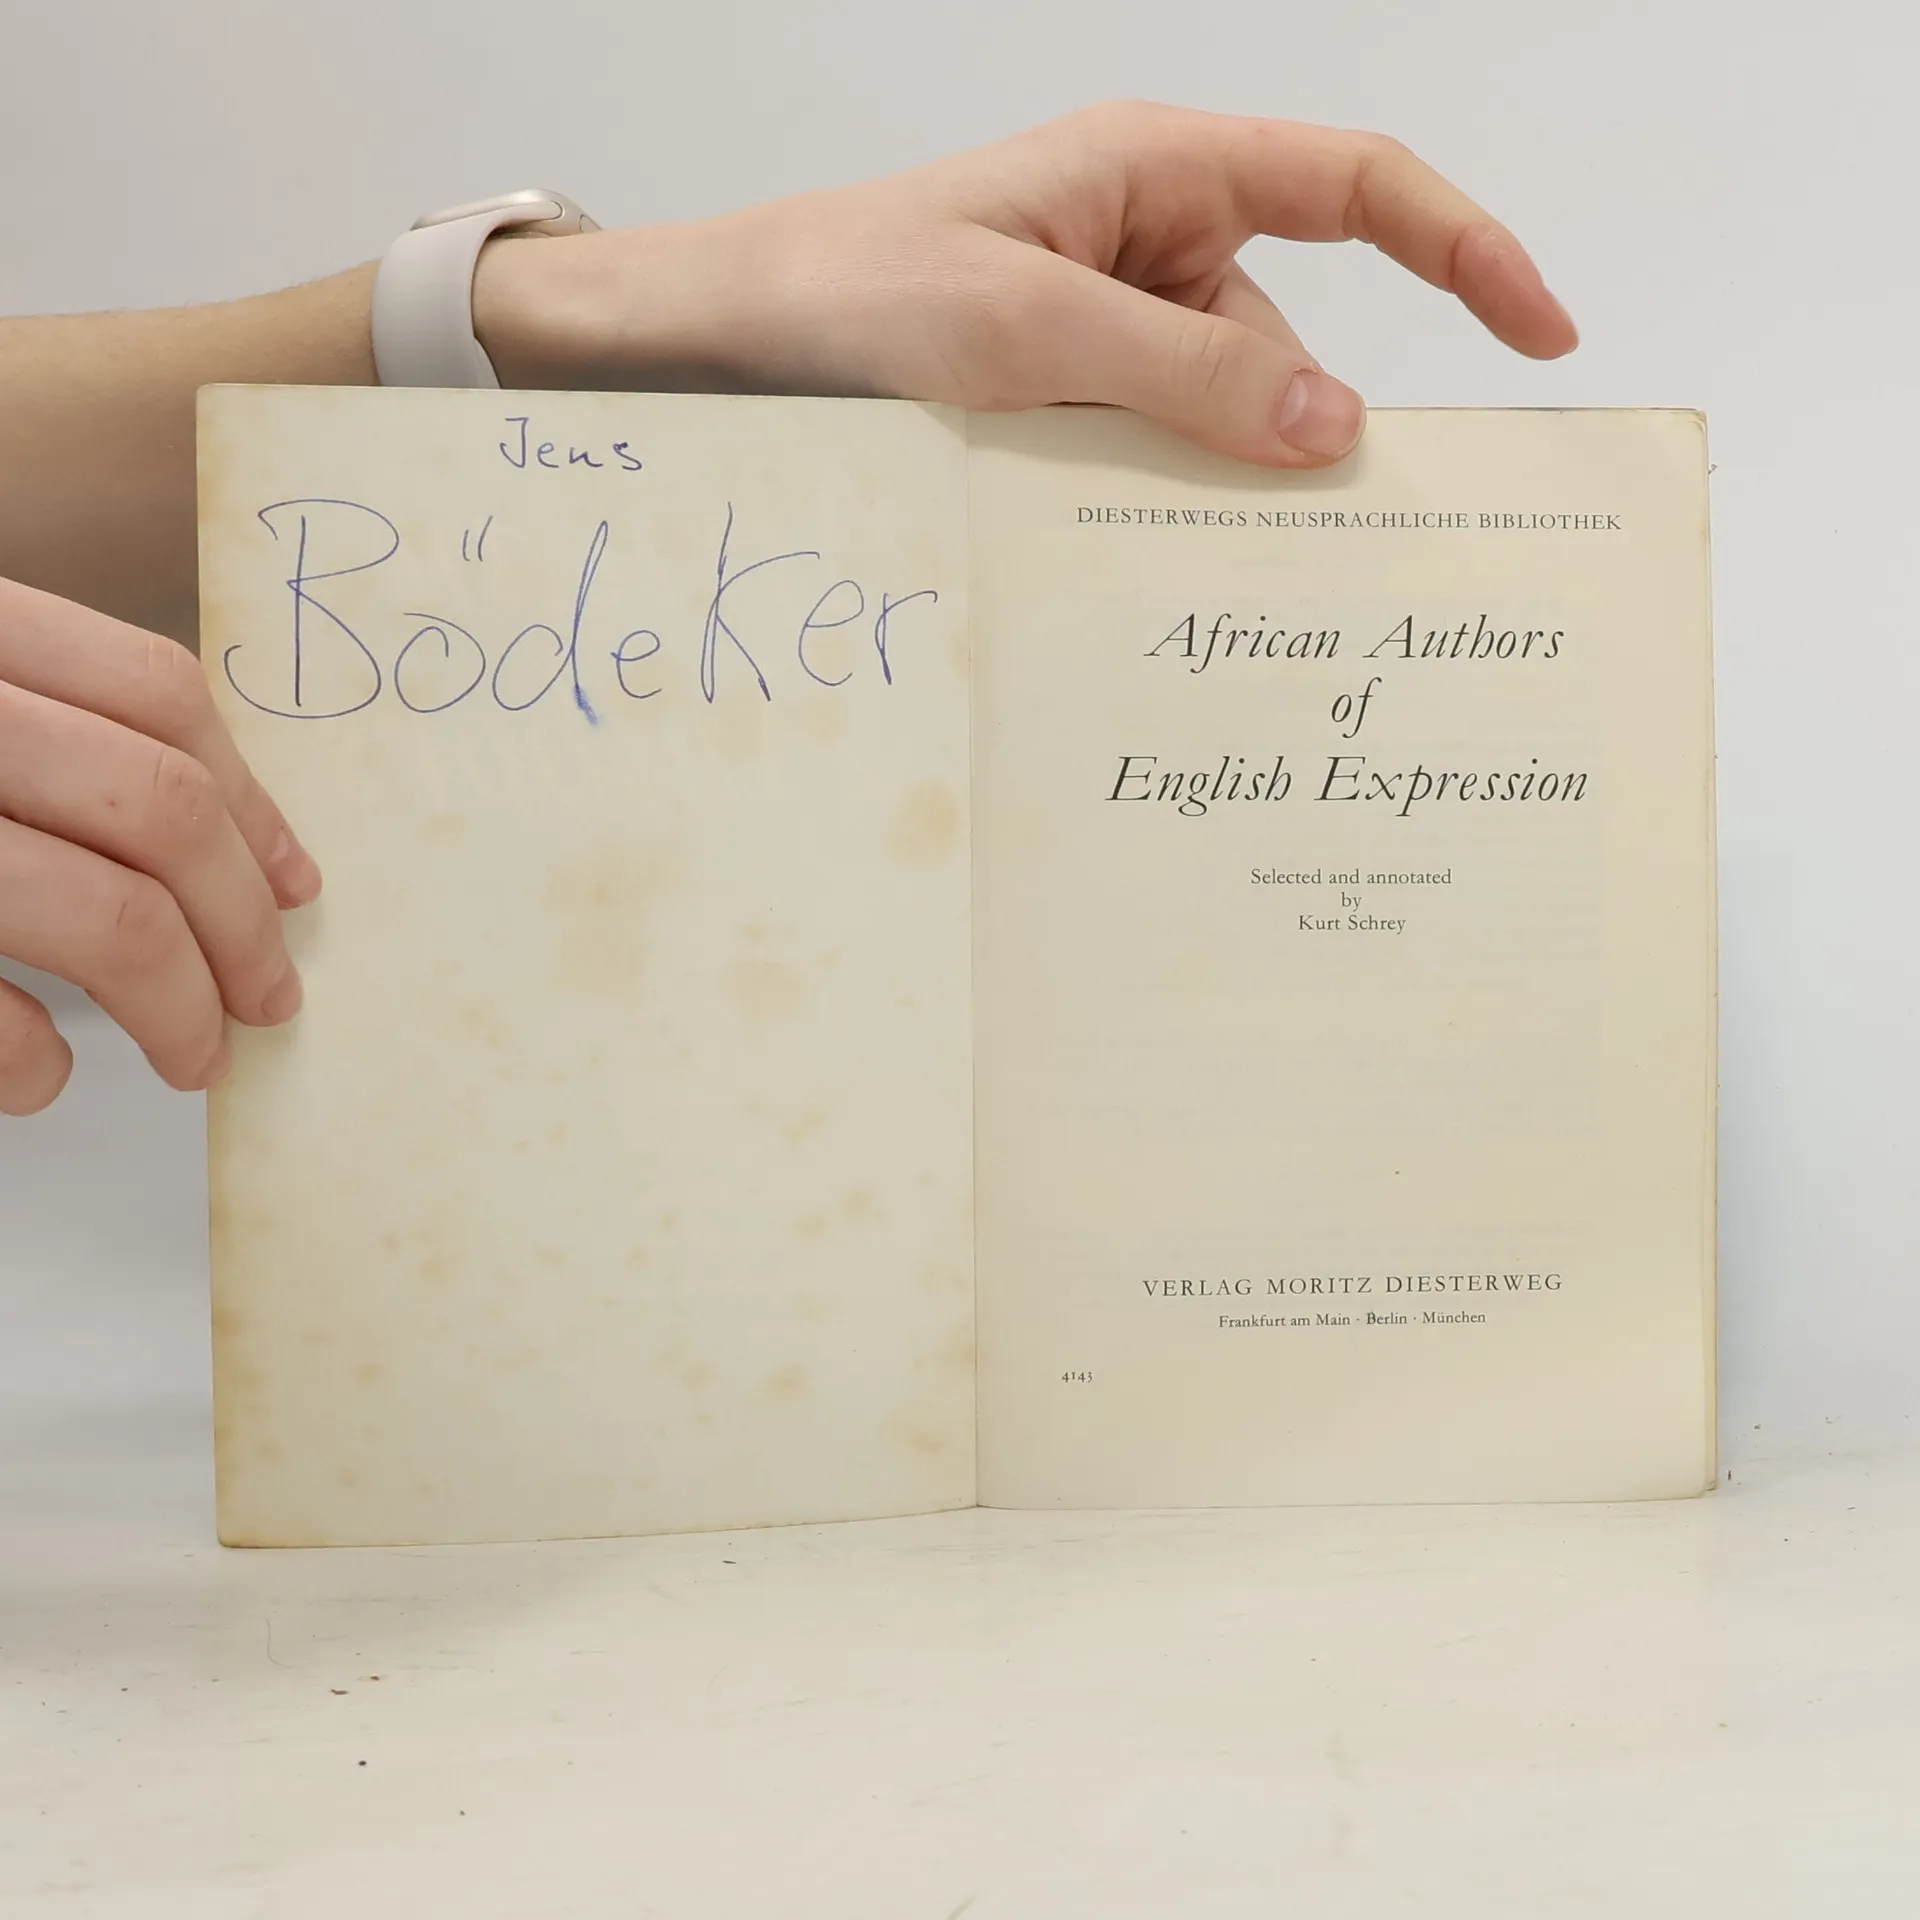 Jens
Bödeker
DIESTERWEGS NEUSPRACHLICHE BIBLIOTHEK
African Authors
of
English Expression
Selected and annotated
by
Kurt Schrey
VERLAG MORITZ DIESTERWEG
Frankfurt am Main · Berlin · München
4143